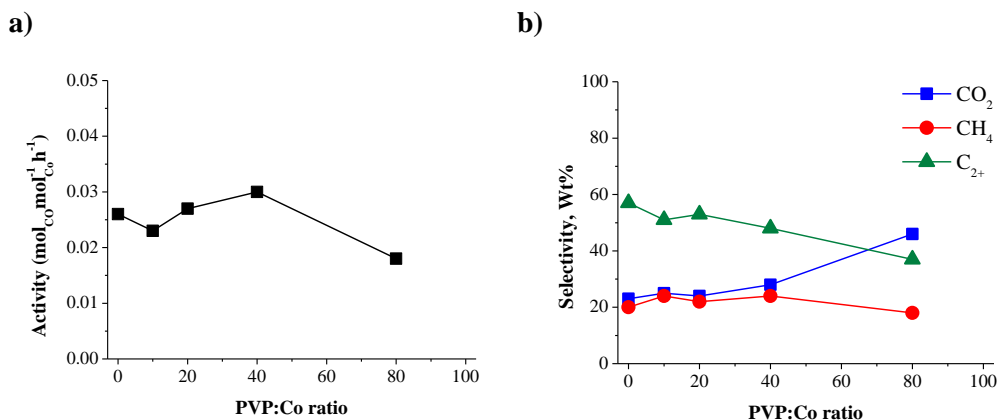 a)
0.05
0.04
0.03
0.02
0.01
0.00
0 20 40 60 80 100
Activity (mol_CO mol⁻¹_Co h⁻¹)
PVP:Co ratio
b)
100
80
60
40
20
0
0 20 40 60 80 100
Selectivity, Wt%
PVP:Co ratio
CO₂
CH₄
C₂₊